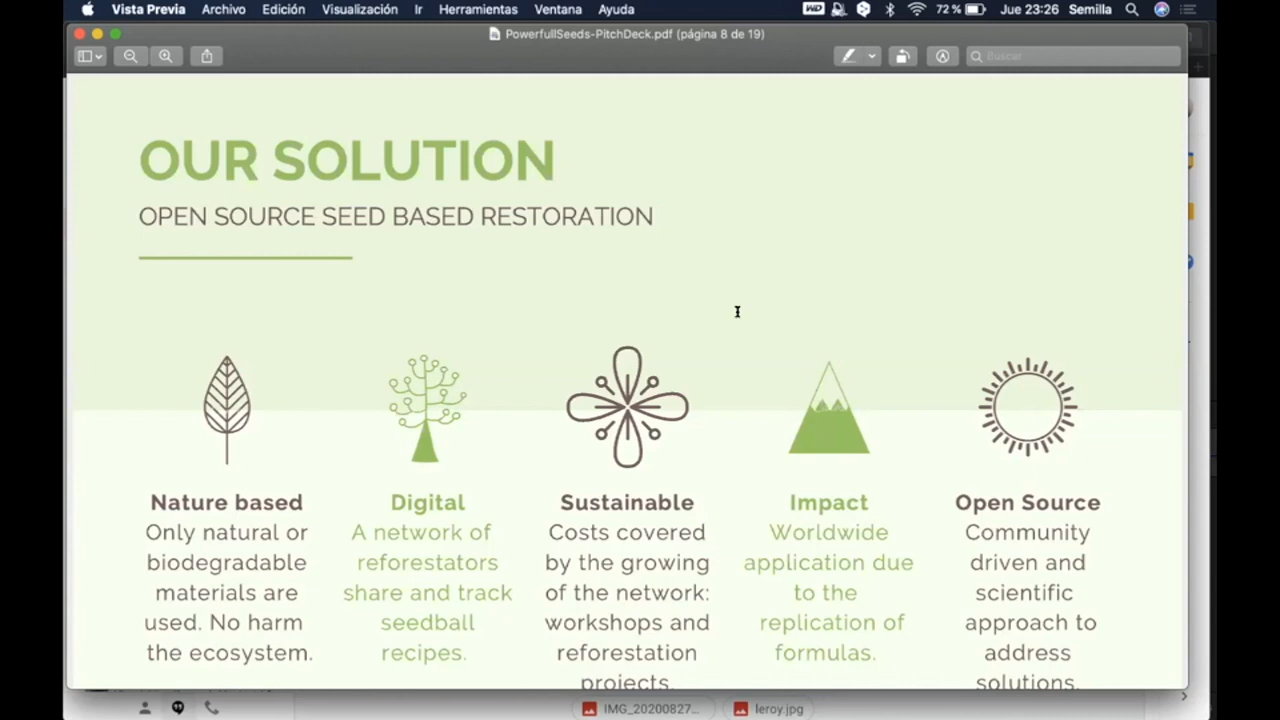 Vista Previa Archivo Edición Visualización Ir Herramientas Ventana Ayuda 72 % Jue 23:26 Semilla
PowerfullSeeds-PitchDeck.pdf (página 8 de 19)
Buscar
OUR SOLUTION
OPEN SOURCE SEED BASED RESTORATION
Nature based
Only natural or
biodegradable
materials are
used. No harm
the ecosystem.
Digital
A network of
reforestators
share and track
seedball
recipes.
Sustainable
Costs covered
by the growing
of the network:
workshops and
reforestation
projects.
Impact
Worldwide
application due
to the
replication of
formulas.
Open Source
Community
driven and
scientific
approach to
address
solutions.
IMG_20200827... leroy.jpg